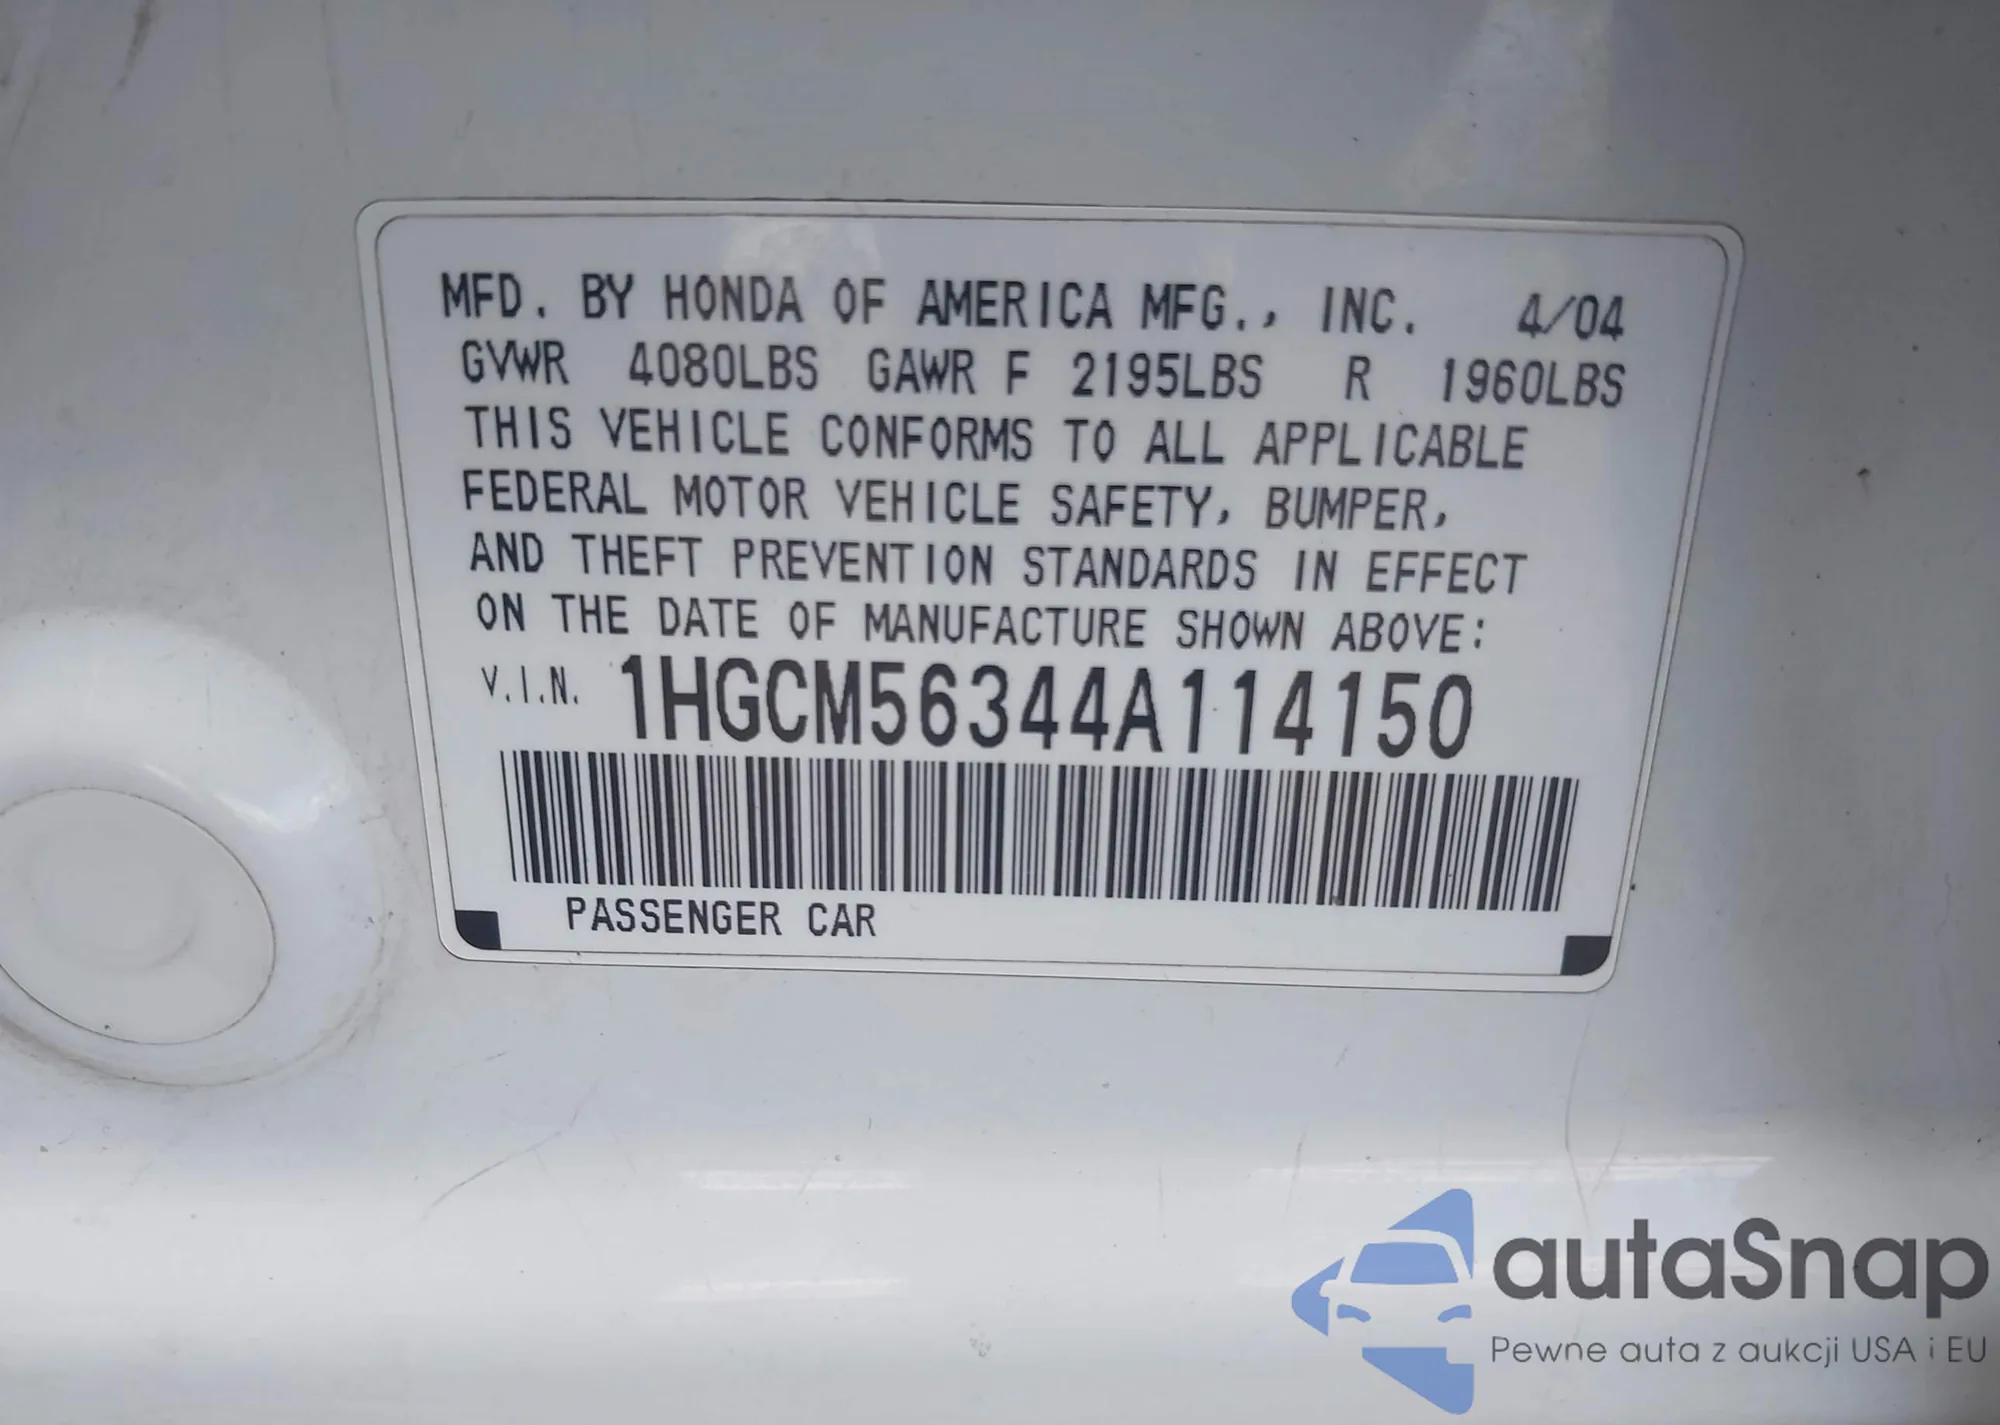 MFD. BY HONDA OF AMERICA MFG., INC. 4/04
GVWR 4080LBS GAWR F 2195LBS R 1960LBS
THIS VEHICLE CONFORMS TO ALL APPLICABLE
FEDERAL MOTOR VEHICLE SAFETY, BUMPER,
AND THEFT PREVENTION STANDARDS IN EFFECT
ON THE DATE OF MANUFACTURE SHOWN ABOVE:
V.I.N. 1HGCM56344A114150
PASSENGER CAR
autaSnap
Pewne auta z aukcji USA i EU